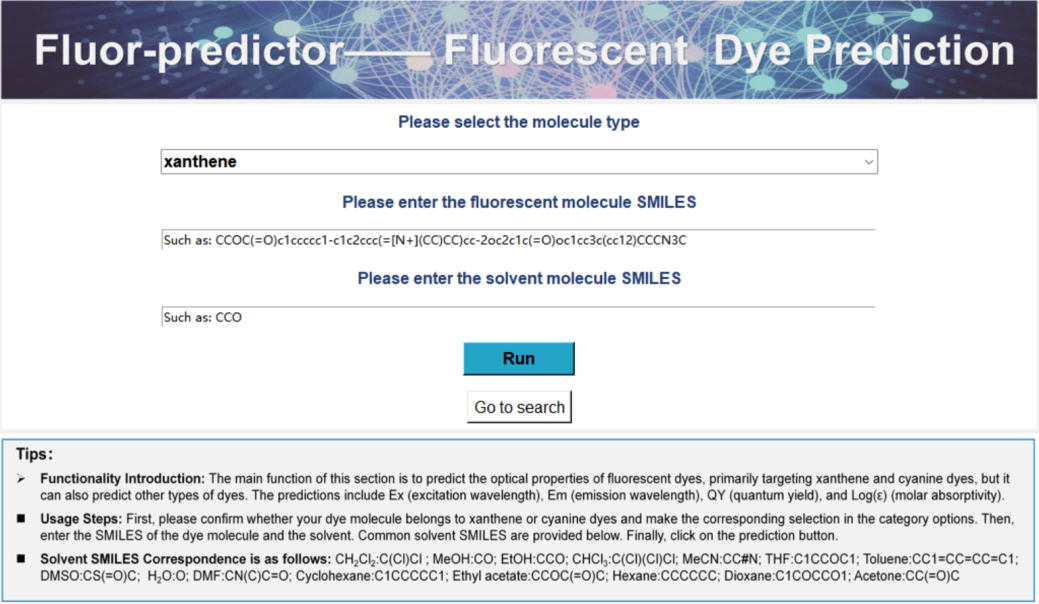 Fluor-predictor—— Fluorescent Dye Prediction
Please select the molecule type
xanthene
Please enter the fluorescent molecule SMILES
Such as: CCOC(=O)c1ccccc1-c1c2ccc(=[N+](CC)CC)cc-2oc2c1c(=O)oc1cc3c(cc12)CCCN3C
Please enter the solvent molecule SMILES
Such as: CCO
Run
Go to search
Tips:
➢ Functionality Introduction: The main function of this section is to predict the optical properties of fluorescent dyes, primarily targeting xanthene and cyanine dyes, but it
can also predict other types of dyes. The predictions include Ex (excitation wavelength), Em (emission wavelength), QY (quantum yield), and Log(ε) (molar absorptivity).
■ Usage Steps: First, please confirm whether your dye molecule belongs to xanthene or cyanine dyes and make the corresponding selection in the category options. Then,
enter the SMILES of the dye molecule and the solvent. Common solvent SMILES are provided below. Finally, click on the prediction button.
■ Solvent SMILES Correspondence is as follows: CH₂Cl₂:C(Cl)Cl ; MeOH:CO; EtOH:CCO; CHCl₃:C(Cl)(Cl)Cl; MeCN:CC#N; THF:C1CCOC1; Toluene:CC1=CC=CC=C1;
DMSO:CS(=O)C; H₂O:O; DMF:CN(C)C=O; Cyclohexane:C1CCCCC1; Ethyl acetate:CCOC(=O)C; Hexane:CCCCCC; Dioxane:C1COCCO1; Acetone:CC(=O)C